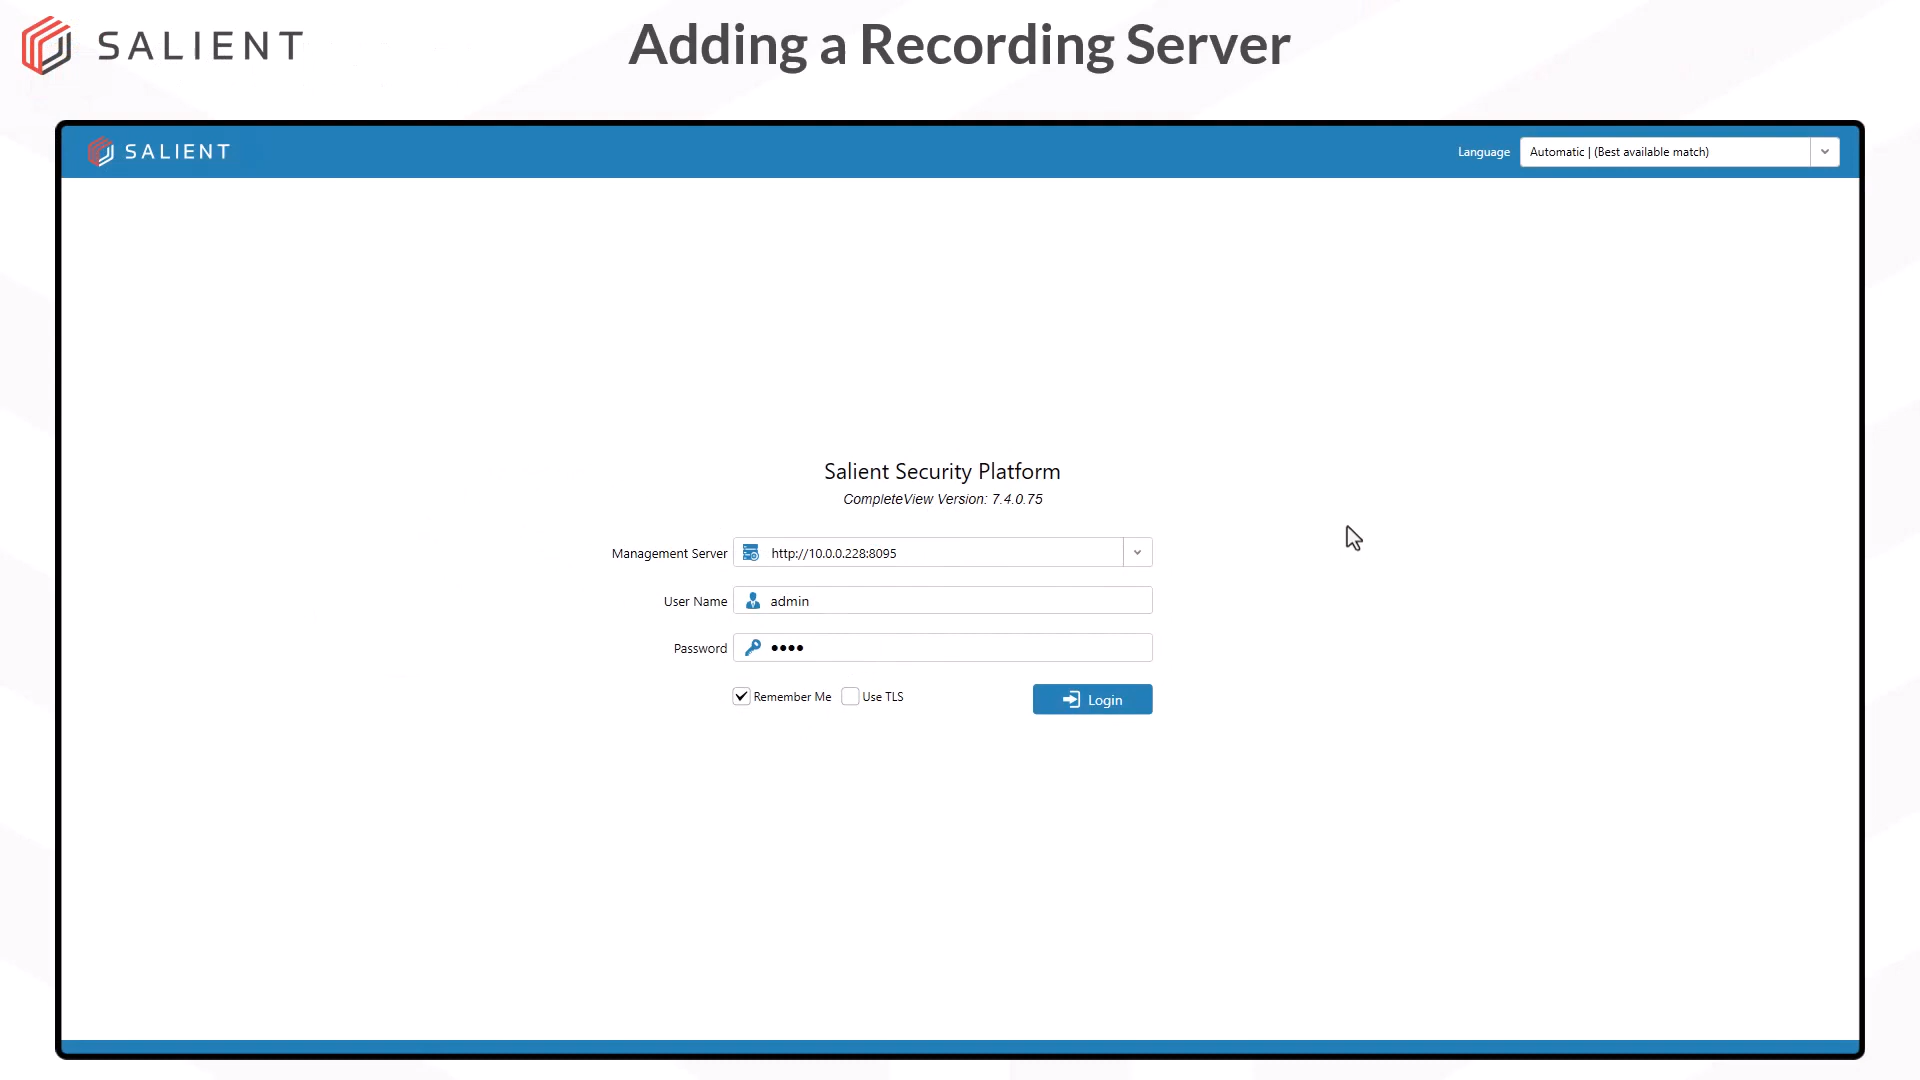 SALIENT
Adding a Recording Server
SALIENT
Language
Automatic | (Best available match)
Salient Security Platform
CompleteView Version: 7.4.0.75
Management Server
http://10.0.0.228:8095
User Name
admin
Password
••••
Remember Me
Use TLS
Login